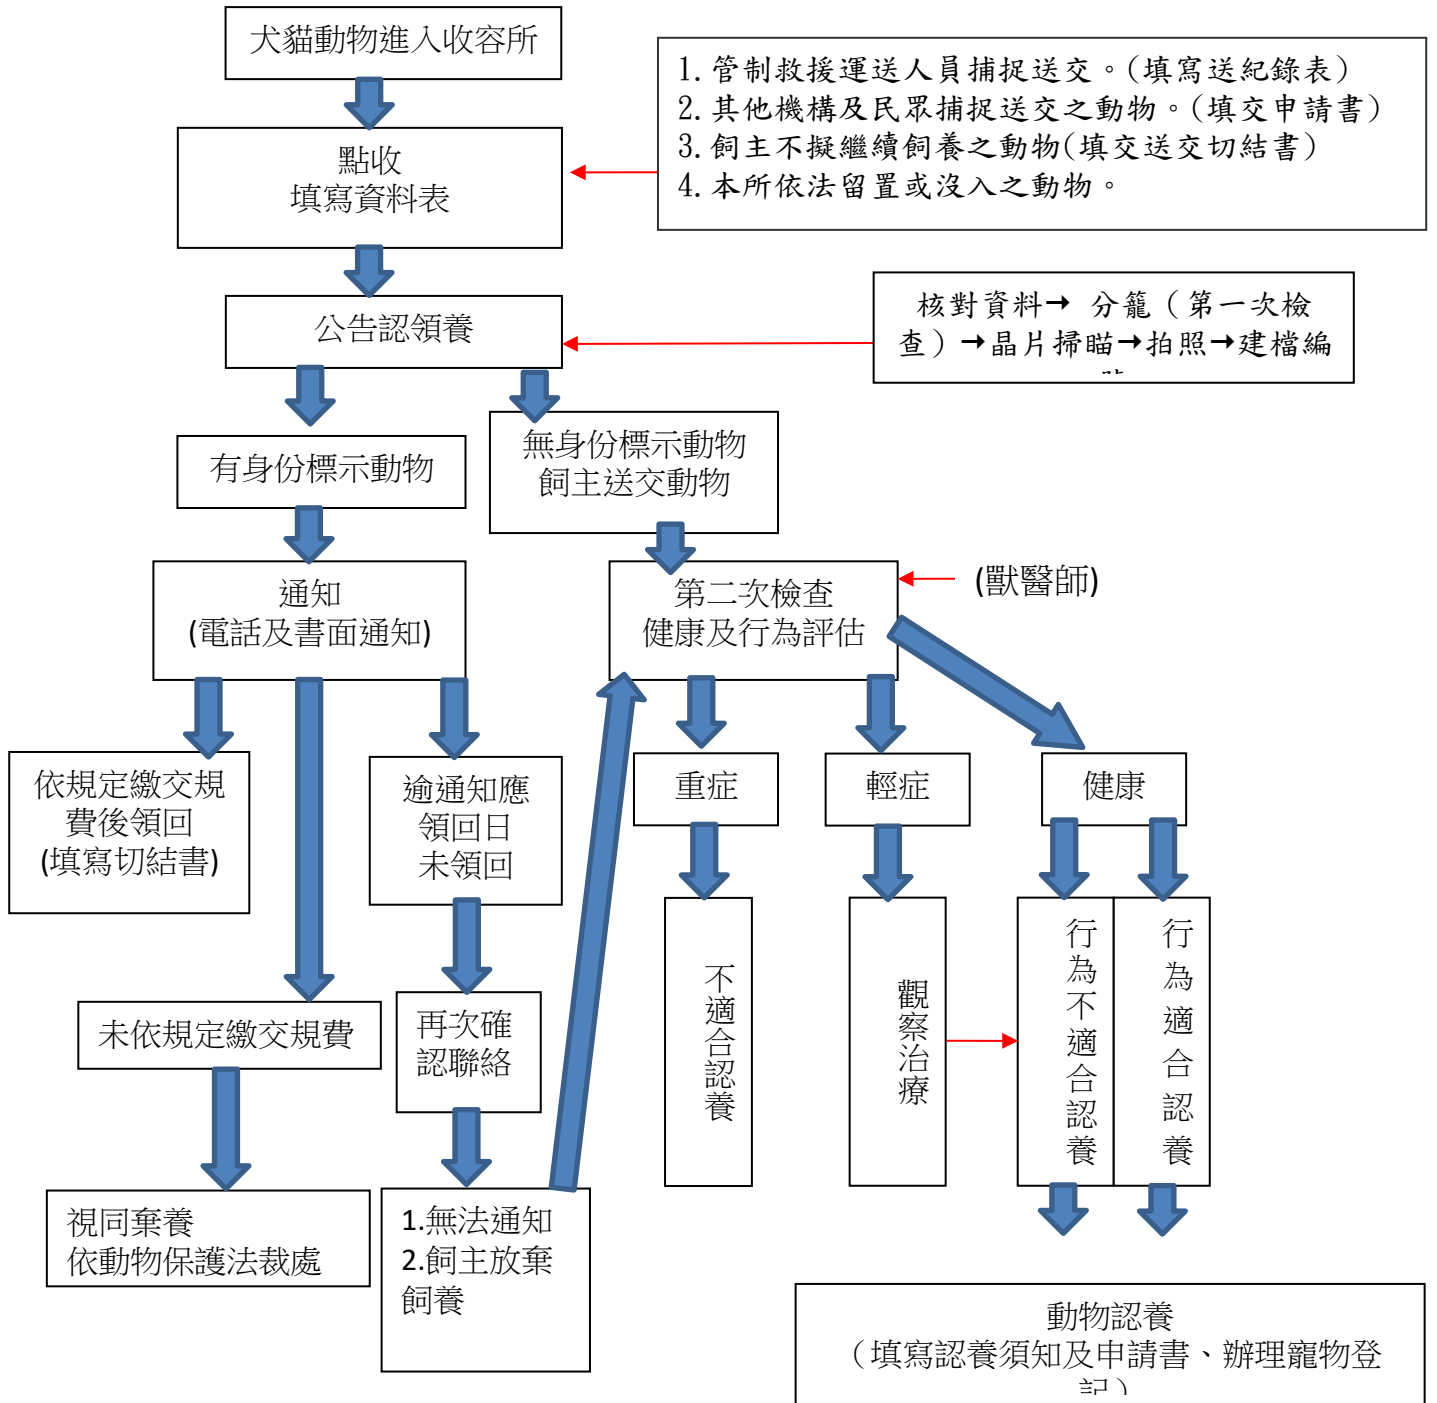 犬貓動物進入收容所
1.管制救援運送人員捕捉送交。(填寫送紀錄表)
2.其他機構及民眾捕捉送交之動物。(填交申請書)
3.飼主不擬繼續飼養之動物(填交送交切結書)
4.本所依法留置或沒入之動物。
點收
填寫資料表
公告認領養
核對資料→ 分籠（第一次檢
查）→晶片掃瞄→拍照→建檔編
有身份標示動物
無身份標示動物
飼主送交動物
通知
(電話及書面通知)
第二次檢查
健康及行為評估
(獸醫師)
依規定繳交規
費後領回
(填寫切結書)
逾通知應
領回日
未領回
重症
輕症
健康
未依規定繳交規費
再次確
認聯絡
不適合認養
觀察治療
行為不適合認養
行為適合認養
視同棄養
依動物保護法裁處
1.無法通知
2.飼主放棄
飼養
動物認養
（填寫認養須知及申請書、辦理寵物登
記）